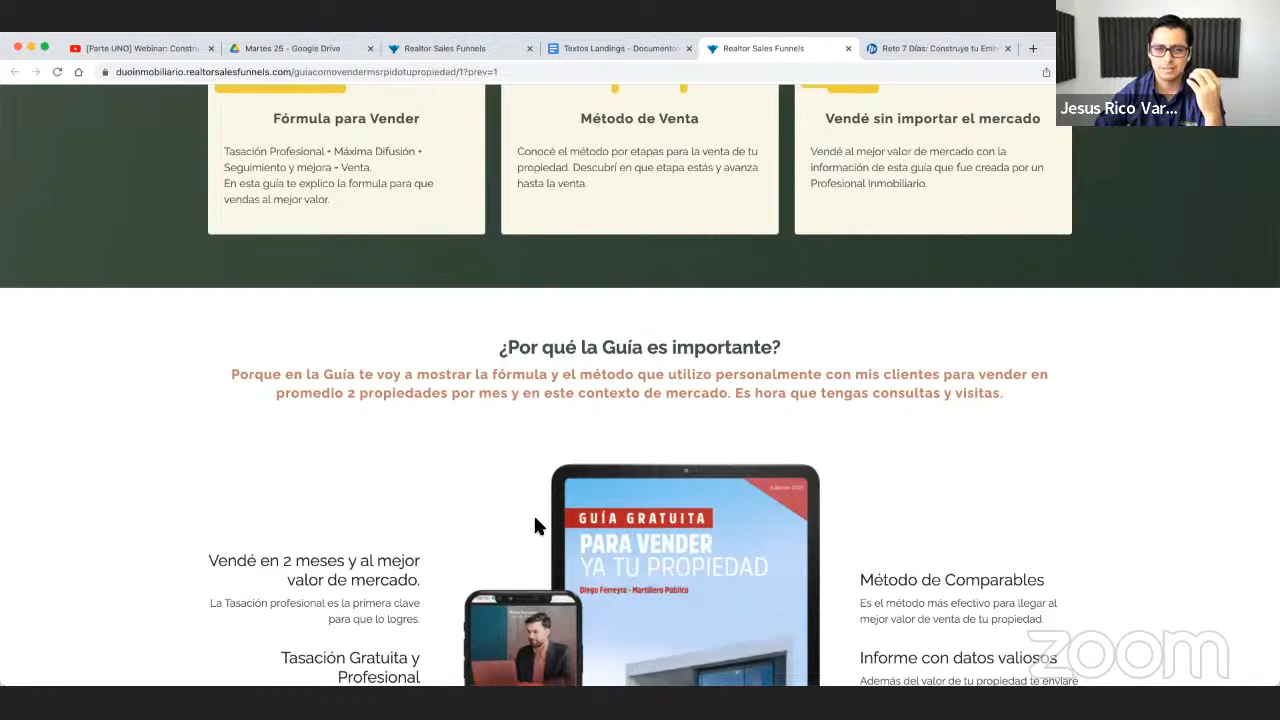 [Parte UNO] Webinar: Constru
Martes 25 - Google Drive
Realtor Sales Funnels
Textos Landings - Documento
Realtor Sales Funnels
Reto 7 Días: Construye tu Emb
duoinmobiliario.realtorsalesfunnels.com/guiacomovendermsrpidotupropiedad/1?prev=1
Jesus Rico Var...
Fórmula para Vender
Tasación Profesional + Máxima Difusión +
Seguimiento y mejora = Venta.
En esta guía te explico la formula para que
vendas al mejor valor.
Método de Venta
Conocé el método por etapas para la venta de tu
propiedad. Descubrí en que etapa estás y avanza
hasta la venta.
Vendé sin importar el mercado
Vendé al mejor valor de mercado con la
información de esta guía que fue creada por un
Profesional Inmobiliario.
¿Por qué la Guía es importante?
Porque en la Guía te voy a mostrar la fórmula y el método que utilizo personalmente con mis clientes para vender en
promedio 2 propiedades por mes y en este contexto de mercado. Es hora que tengas consultas y visitas.
Vendé en 2 meses y al mejor
valor de mercado.
La Tasación profesional es la primera clave
para que lo logres.
Tasación Gratuita y
Profesional
GUÍA GRATUITA
PARA VENDER
YA TU PROPIEDAD
Diego Ferreyra - Martillero Público
Método de Comparables
Es el método más efectivo para llegar al
mejor valor de venta de tu propiedad.
Informe con datos valiosos
Además del valor de tu propiedad te enviaré
zoom